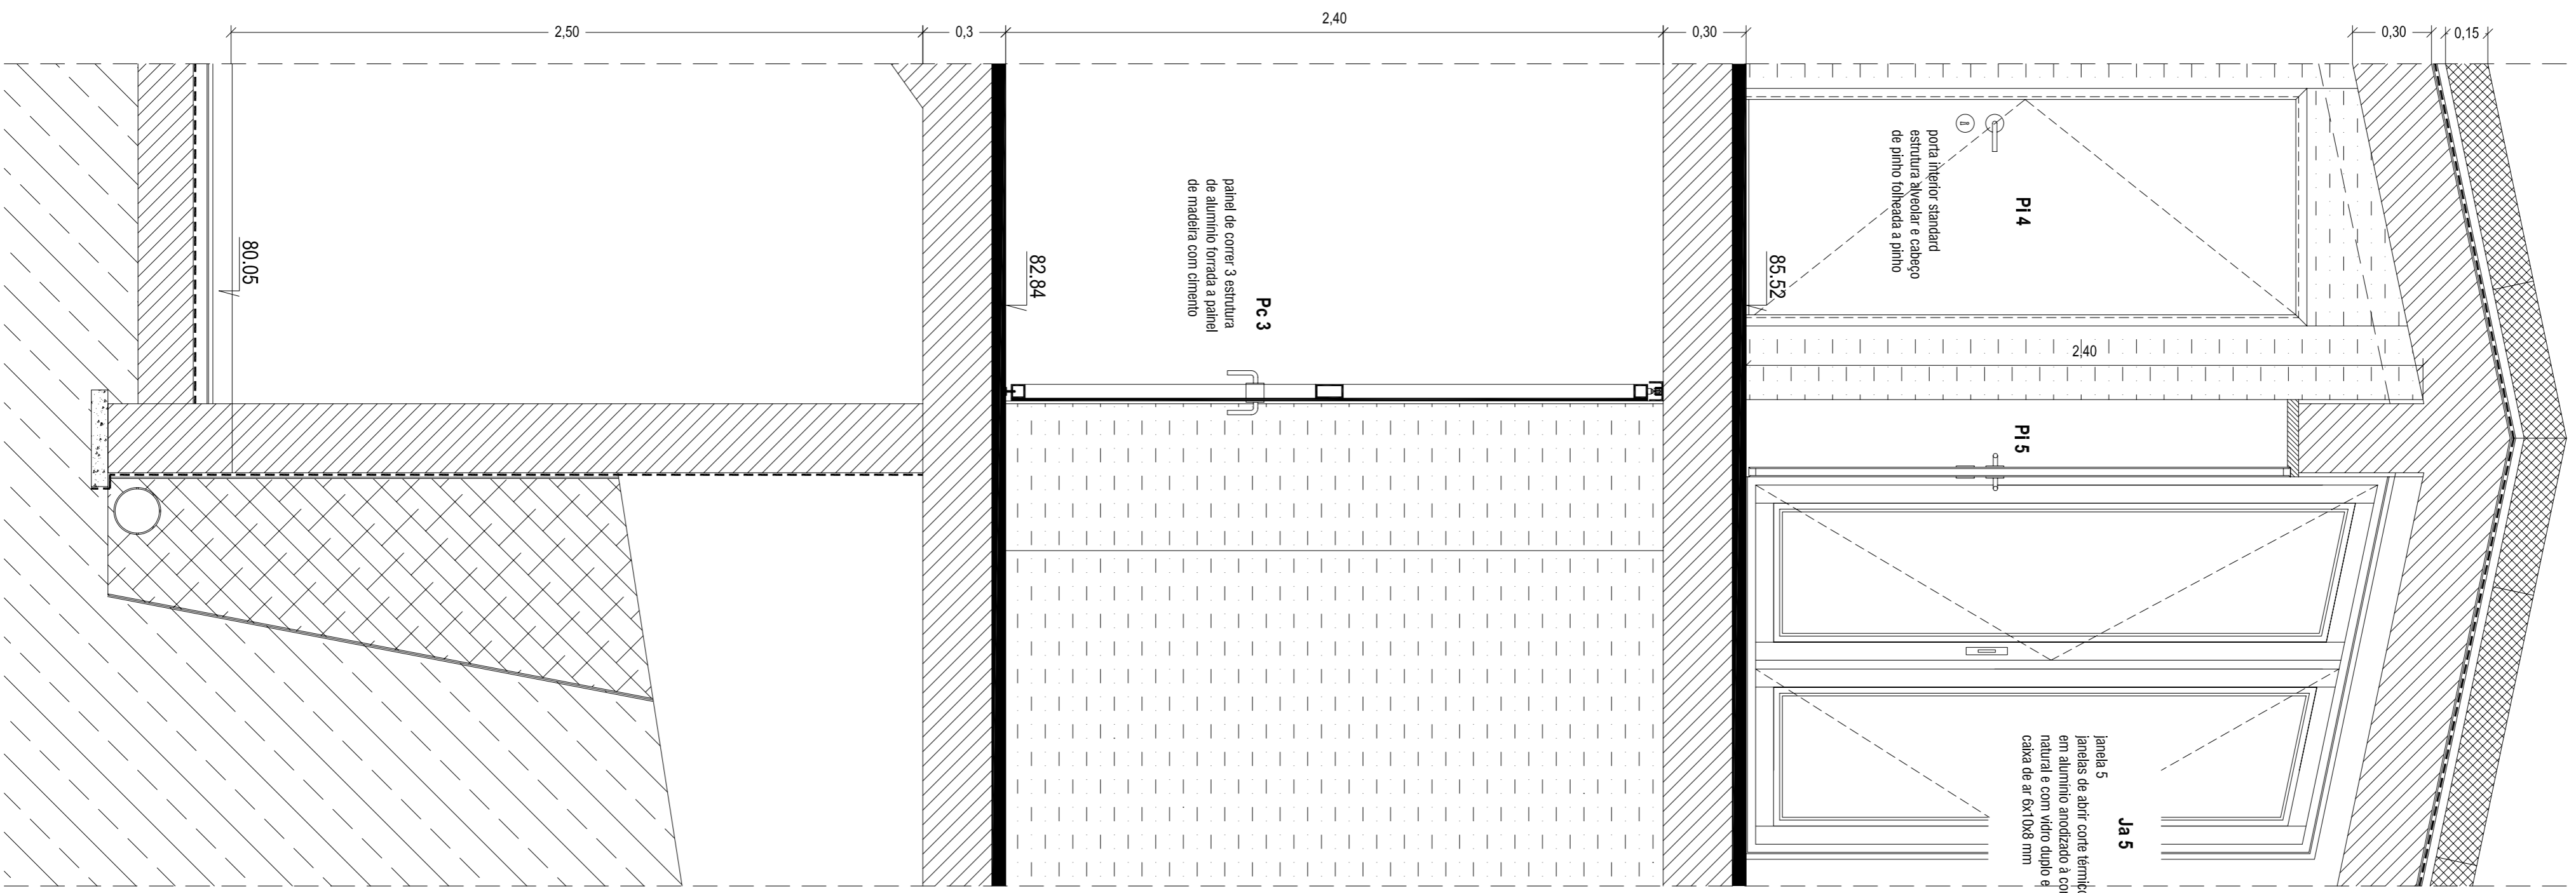 2,50
0,3
2,40
0,30
0,30
0,15
Pi 4
porta interior standard
estrutura alveolar e cabeço
de pinho folheada a pinho
Pc 3
painel de correr 3 estrutura
de alumínio forrada a painel
de madeira com cimento
80.05
82.84
85.52
2,40
Pi 5
Ja 5
janela 5
janelas de abrir corte térmico
em alumínio anodizado à cor
natural e com vidro duplo e
caixa de ar 6x10x8 mm